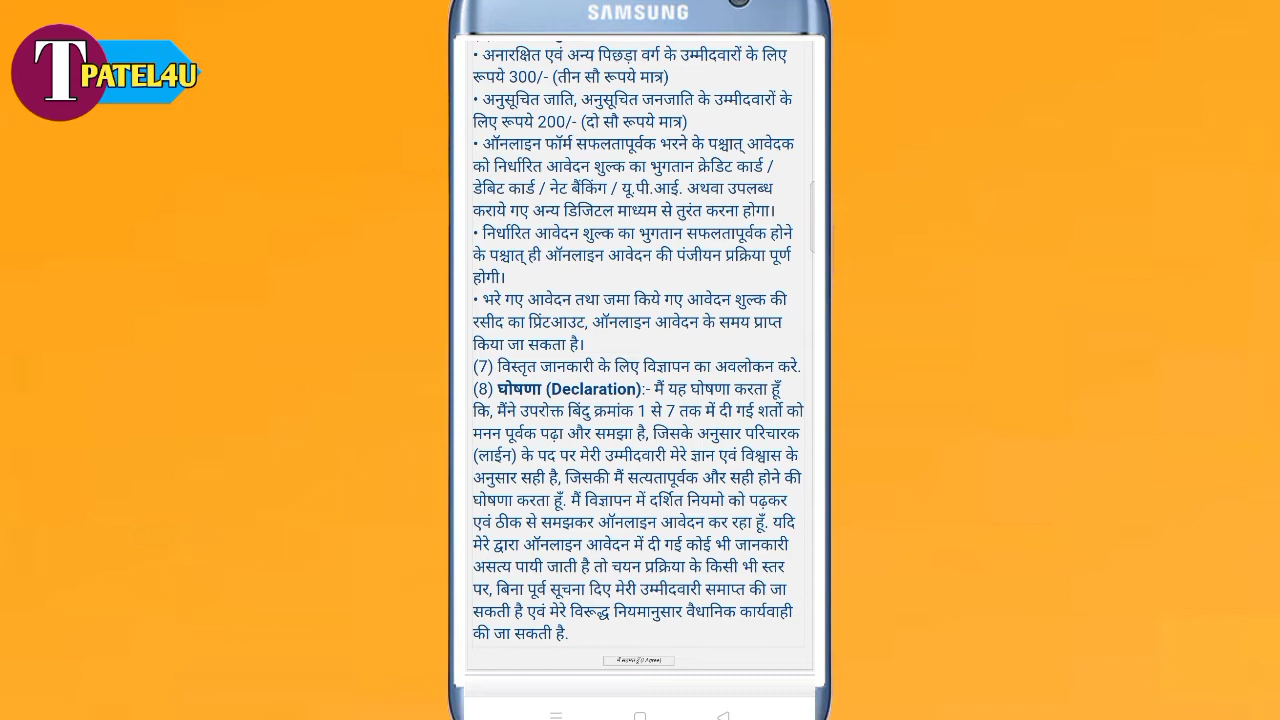 SAMSUNG
T PATEL4U
• अनारक्षित एवं अन्य पिछड़ा वर्ग के उम्मीदवारों के लिए
रूपये 300/- (तीन सौ रूपये मात्र)
• अनुसूचित जाति, अनुसूचित जनजाति के उम्मीदवारों के
लिए रूपये 200/- (दो सौ रूपये मात्र)
• ऑनलाइन फॉर्म सफलतापूर्वक भरने के पश्चात् आवेदक
को निर्धारित आवेदन शुल्क का भुगतान क्रेडिट कार्ड /
डेबिट कार्ड / नेट बैंकिंग / यू.पी.आई. अथवा उपलब्ध
कराये गए अन्य डिजिटल माध्यम से तुरंत करना होगा।
• निर्धारित आवेदन शुल्क का भुगतान सफलतापूर्वक होने
के पश्चात् ही ऑनलाइन आवेदन की पंजीयन प्रक्रिया पूर्ण
होगी।
• भरे गए आवेदन तथा जमा किये गए आवेदन शुल्क की
रसीद का प्रिंटआउट, ऑनलाइन आवेदन के समय प्राप्त
किया जा सकता है।
(7) विस्तृत जानकारी के लिए विज्ञापन का अवलोकन करे.
(8) घोषणा (Declaration):- मैं यह घोषणा करता हूँ
कि, मैंने उपरोक्त बिंदु क्रमांक 1 से 7 तक में दी गई शर्तो को
मनन पूर्वक पढ़ा और समझा है, जिसके अनुसार परिचारक
(लाईन) के पद पर मेरी उम्मीदवारी मेरे ज्ञान एवं विश्वास के
अनुसार सही है, जिसकी मैं सत्यतापूर्वक और सही होने की
घोषणा करता हूँ. मैं विज्ञापन में दर्शित नियमो को पढ़कर
एवं ठीक से समझकर ऑनलाइन आवेदन कर रहा हूँ. यदि
मेरे द्वारा ऑनलाइन आवेदन में दी गई कोई भी जानकारी
असत्य पायी जाती है तो चयन प्रक्रिया के किसी भी स्तर
पर, बिना पूर्व सूचना दिए मेरी उम्मीदवारी समाप्त की जा
सकती है एवं मेरे विरूद्ध नियमानुसार वैधानिक कार्यवाही
की जा सकती है.
मैं सहमत हूँ (I Agree)